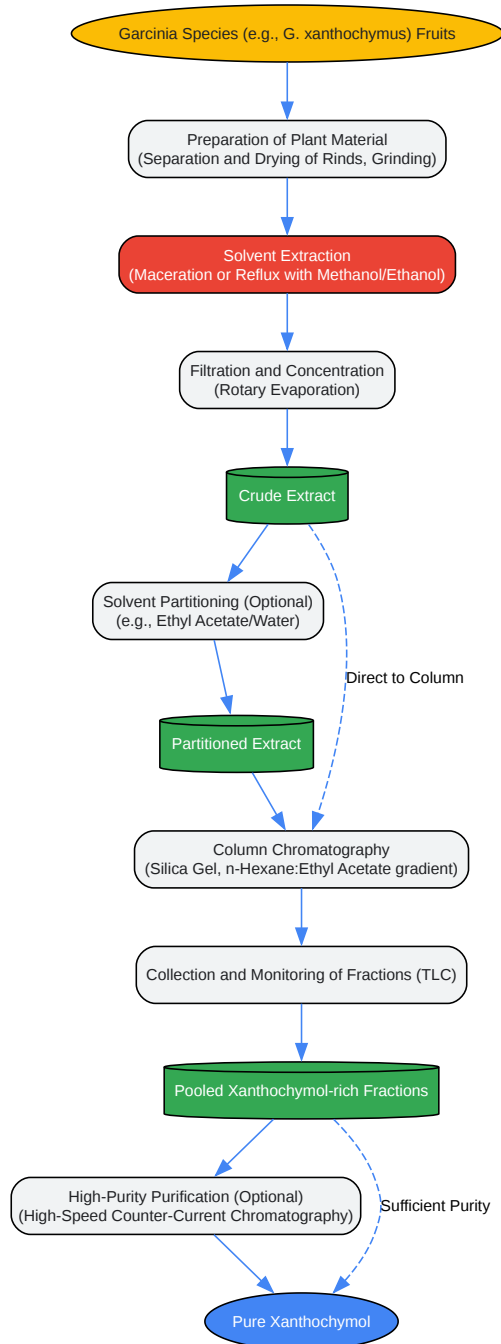 Garcinia Species (e.g., G. xanthochymus) Fruits
Preparation of Plant Material
(Separation and Drying of Rinds, Grinding)
Solvent Extraction
(Maceration or Reflux with Methanol/Ethanol)
Filtration and Concentration
(Rotary Evaporation)
Crude Extract
Solvent Partitioning (Optional)
(e.g., Ethyl Acetate/Water)
Direct to Column
Partitioned Extract
Column Chromatography
(Silica Gel, n-Hexane:Ethyl Acetate gradient)
Collection and Monitoring of Fractions (TLC)
Pooled Xanthochymol-rich Fractions
High-Purity Purification (Optional)
(High-Speed Counter-Current Chromatography)
Sufficient Purity
Pure Xanthochymol